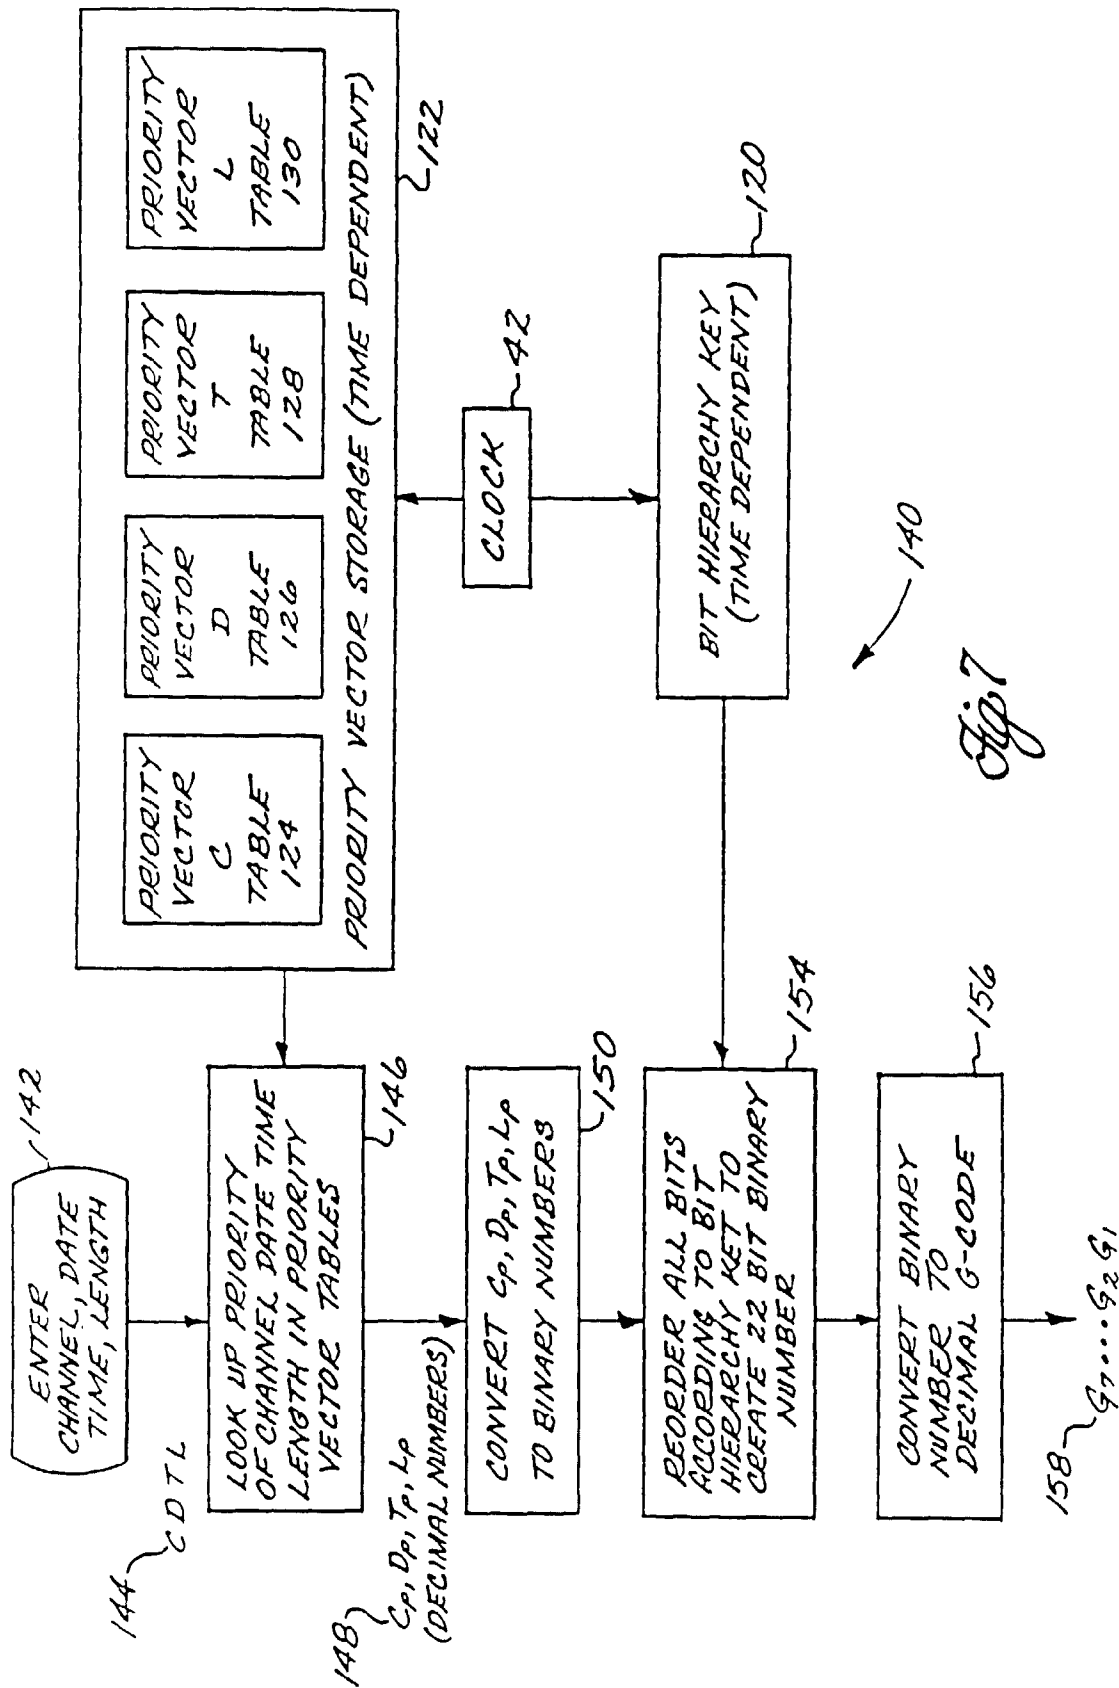 ENTER
CHANNEL, DATE
TIME, LENGTH
142
144
C D T L
LOOK UP PRIORITY
OF CHANNEL DATE TIME
LENGTH IN PRIORITY
VECTOR TABLES
146
148
Cp, Dp, Tp, Lp
(DECIMAL NUMBERS)
CONVERT Cp, Dp, Tp, Lp
TO BINARY NUMBERS
150
REORDER ALL BITS
ACCORDING TO BIT
HIERARCHY KET TO
CREATE 22 BIT BINARY
NUMBER
154
CONVERT BINARY
NUMBER TO
DECIMAL G-CODE
156
158
G7....G2G1
PRIORITY
VECTOR
C
TABLE
124
PRIORITY
VECTOR
D
TABLE
126
PRIORITY
VECTOR
T
TABLE
128
PRIORITY
VECTOR
L
TABLE
130
PRIORITY VECTOR STORAGE (TIME DEPENDENT)
122
CLOCK
42
BIT HIERARCHY KEY
(TIME DEPENDENT)
120
140
Fig. 7